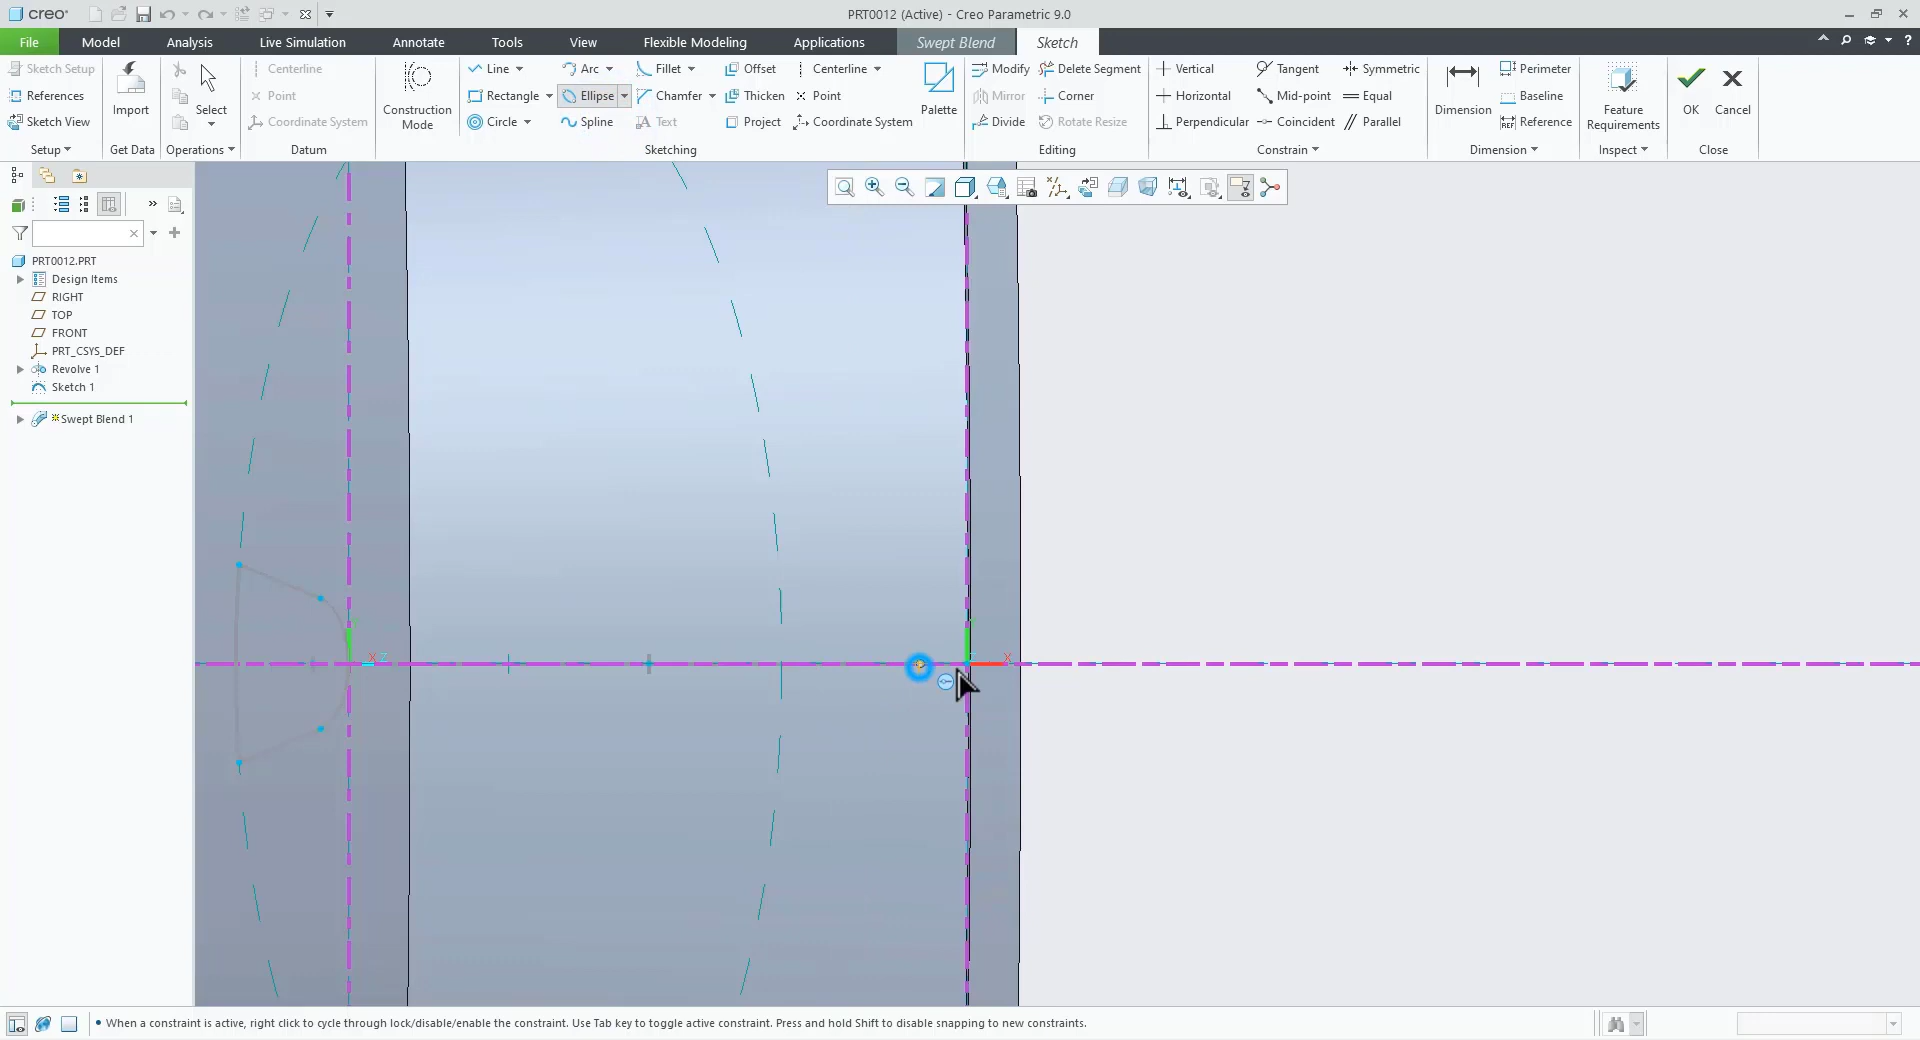 creo
PRT0012 (Active) - Creo Parametric 9.0
File Model Analysis Live Simulation Annotate Tools View Flexible Modeling Applications Swept Blend Sketch
Sketch Setup
References
Sketch View
Setup
Import
Get Data
Select
Operations
Centerline
Point
Coordinate System
Datum
Construction
Mode
Line Arc Fillet Offset Centerline
Rectangle Ellipse Chamfer Thicken Point
Circle Spline Text Project Coordinate System
Palette
Sketching
Modify Delete Segment
Mirror Corner
Divide Rotate Resize
Editing
Vertical Tangent Symmetric
Horizontal Mid-point Equal
Perpendicular Coincident Parallel
Constrain
Dimension
Perimeter
Baseline
REF Reference
Dimension
Feature
Requirements
Inspect
OK
Cancel
Close
PRT0012.PRT
Design Items
RIGHT
TOP
FRONT
PRT_CSYS_DEF
Revolve 1
Sketch 1
Swept Blend 1
X Z
X
• When a constraint is active, right click to cycle through lock/disable/enable the constraint. Use Tab key to toggle active constraint. Press and hold Shift to disable snapping to new constraints.